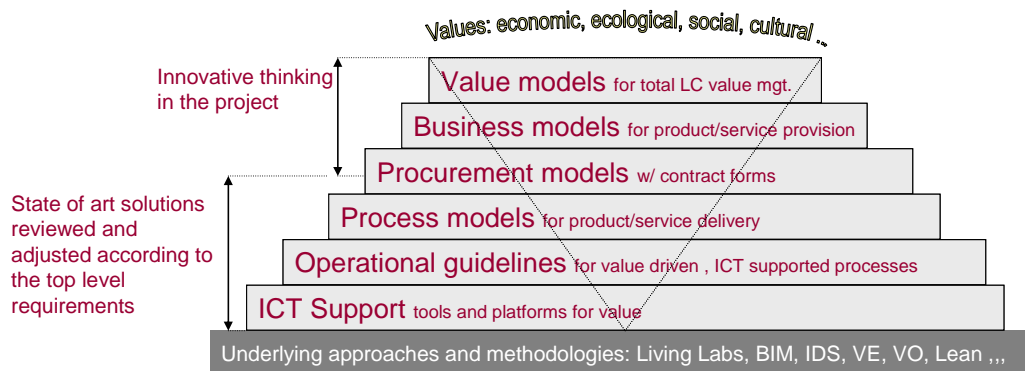 Values: economic, ecological, social, cultural ...
Innovative thinking
in the project
Value models for total LC value mgt.
Business models for product/service provision
Procurement models w/ contract forms
State of art solutions
reviewed and
adjusted according to
the top level
requirements
Process models for product/service delivery
Operational guidelines for value driven , ICT supported processes
ICT Support tools and platforms for value
Underlying approaches and methodologies: Living Labs, BIM, IDS, VE, VO, Lean ,,,